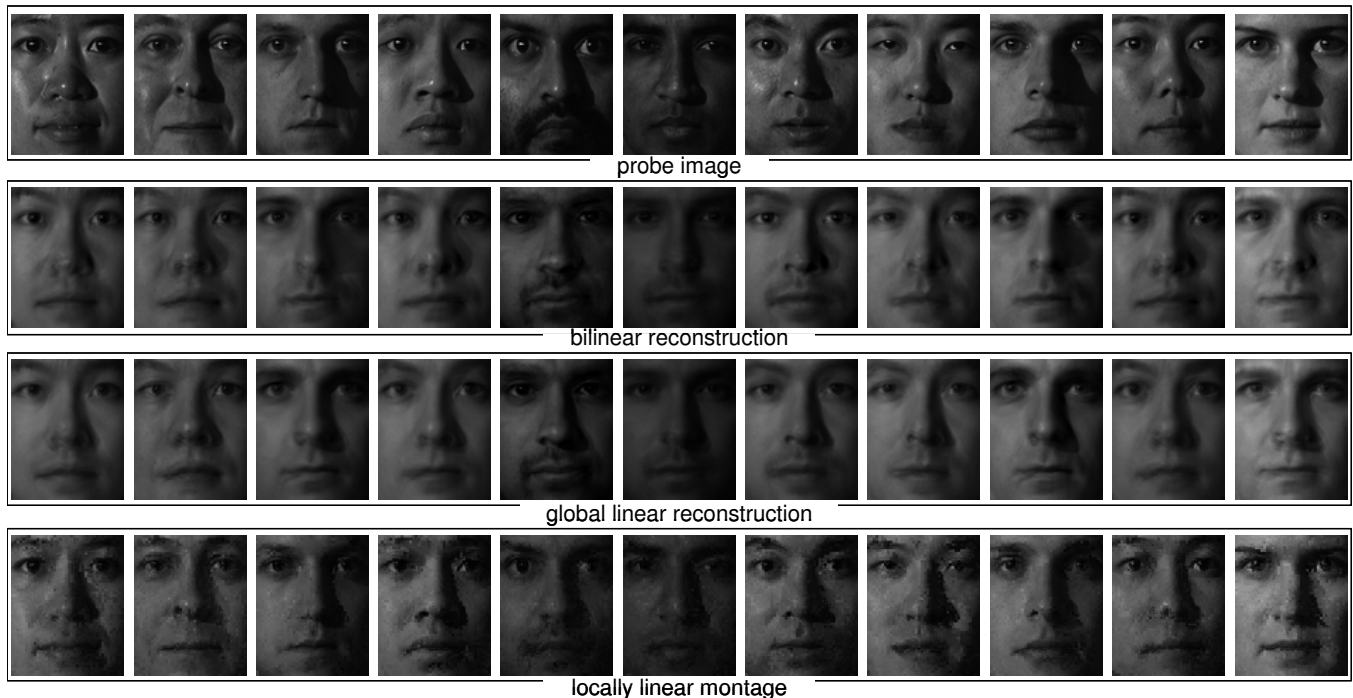 probe image
bilinear reconstruction
global linear reconstruction
locally linear montage